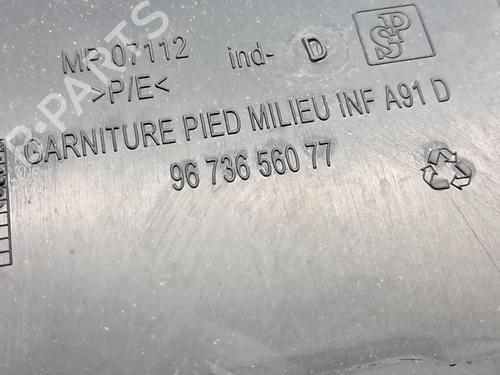 MP 07112 ind- D
>P/E<
GARNITURE PIED MILIEU INF A91 D
96 736 560 77